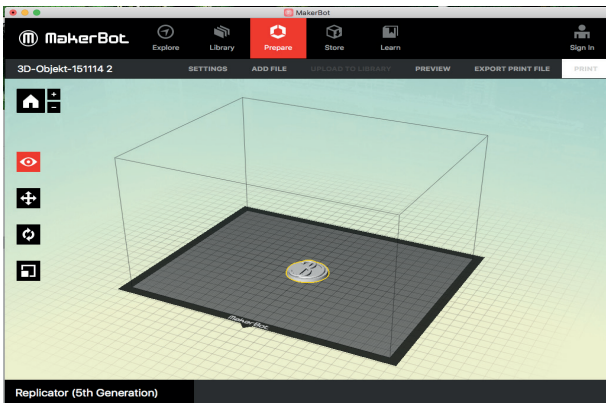 MakerBot
MakerBot
Explore
Library
Prepare
Store
Learn
Sign In
3D-Objekt-151114 2
SETTINGS
ADD FILE
UPLOAD TO LIBRARY
PREVIEW
EXPORT PRINT FILE
PRINT
B
MakerBot
Replicator (5th Generation)